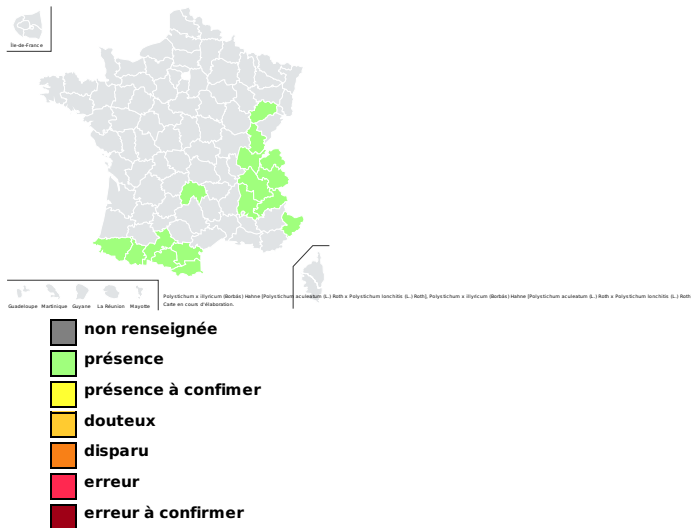 Île-de-France
Guadeloupe Martinique Guyane La Réunion Mayotte
Polystichum x illyricum (Borbás) Hahne [Polystichum aculeatum (L.) Roth x Polystichum lonchitis (L.) Roth], Polystichum x illyricum (Borbás) Hahne [Polystichum aculeatum (L.) Roth x Polystichum lonchitis (L.) Roth
Carte en cours d'élaboration.
non renseignée
présence
présence à confimer
douteux
disparu
erreur
erreur à confirmer